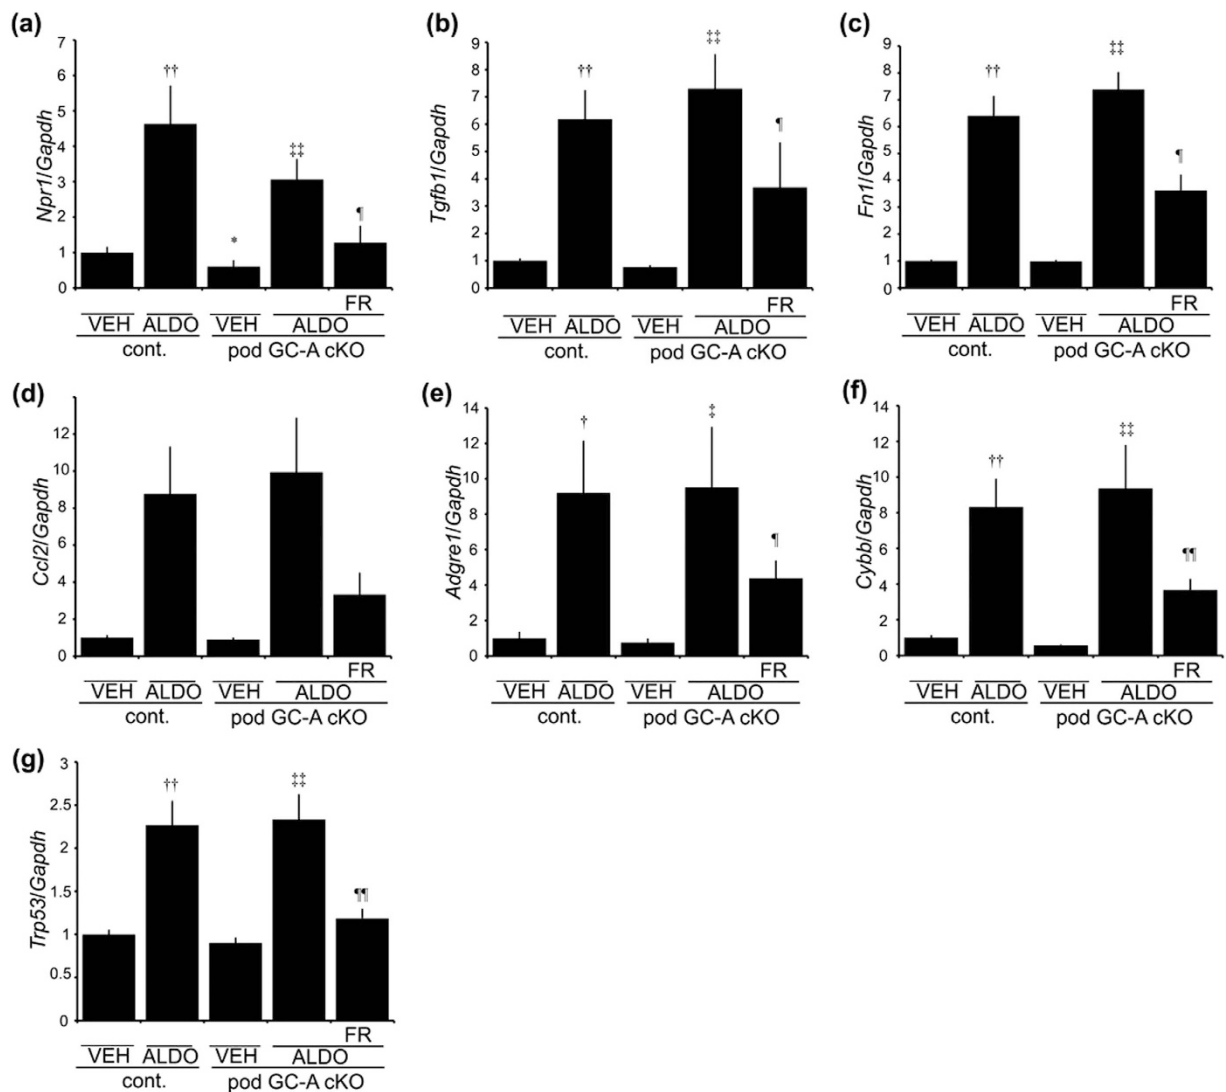 (a)
Npr1/Gapdh
7
6
5
4
3
2
1
0
††
*
‡‡
¶
FR
VEH ALDO VEH ALDO
cont. pod GC-A cKO
(b)
Tgfb1/Gapdh
9
8
7
6
5
4
3
2
1
0
††
‡‡
¶
FR
VEH ALDO VEH ALDO
cont. pod GC-A cKO
(c)
Fn1/Gapdh
9
8
7
6
5
4
3
2
1
0
††
‡‡
¶
FR
VEH ALDO VEH ALDO
cont. pod GC-A cKO
(d)
Ccl2/Gapdh
12
10
8
6
4
2
0
FR
VEH ALDO VEH ALDO
cont. pod GC-A cKO
(e)
Adgre1/Gapdh
14
12
10
8
6
4
2
0
†
‡
¶
FR
VEH ALDO VEH ALDO
cont. pod GC-A cKO
(f)
Cybb/Gapdh
14
12
10
8
6
4
2
0
††
‡‡
¶¶
FR
VEH ALDO VEH ALDO
cont. pod GC-A cKO
(g)
Trp53/Gapdh
3
2.5
2
1.5
1
0.5
0
††
‡‡
¶¶
FR
VEH ALDO VEH ALDO
cont. pod GC-A cKO